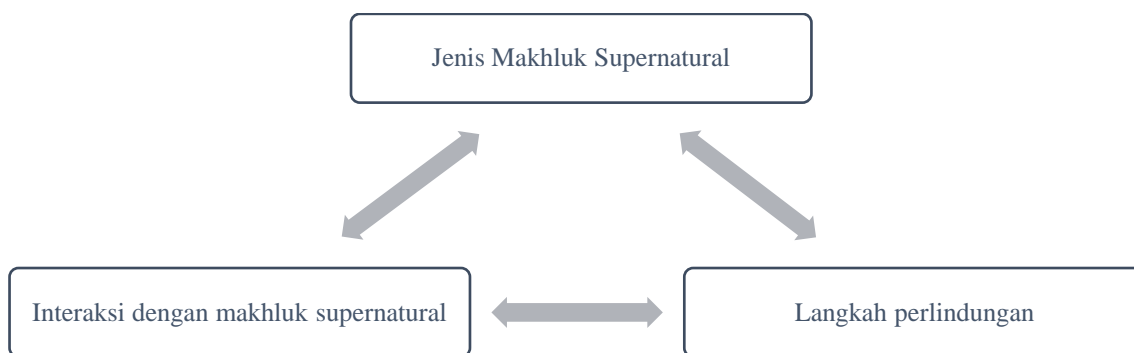 Jenis Makhluk Supernatural
Interaksi dengan makhluk supernatural
Langkah perlindungan